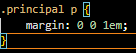 .principal p {
    margin: 0 0 1em;
}